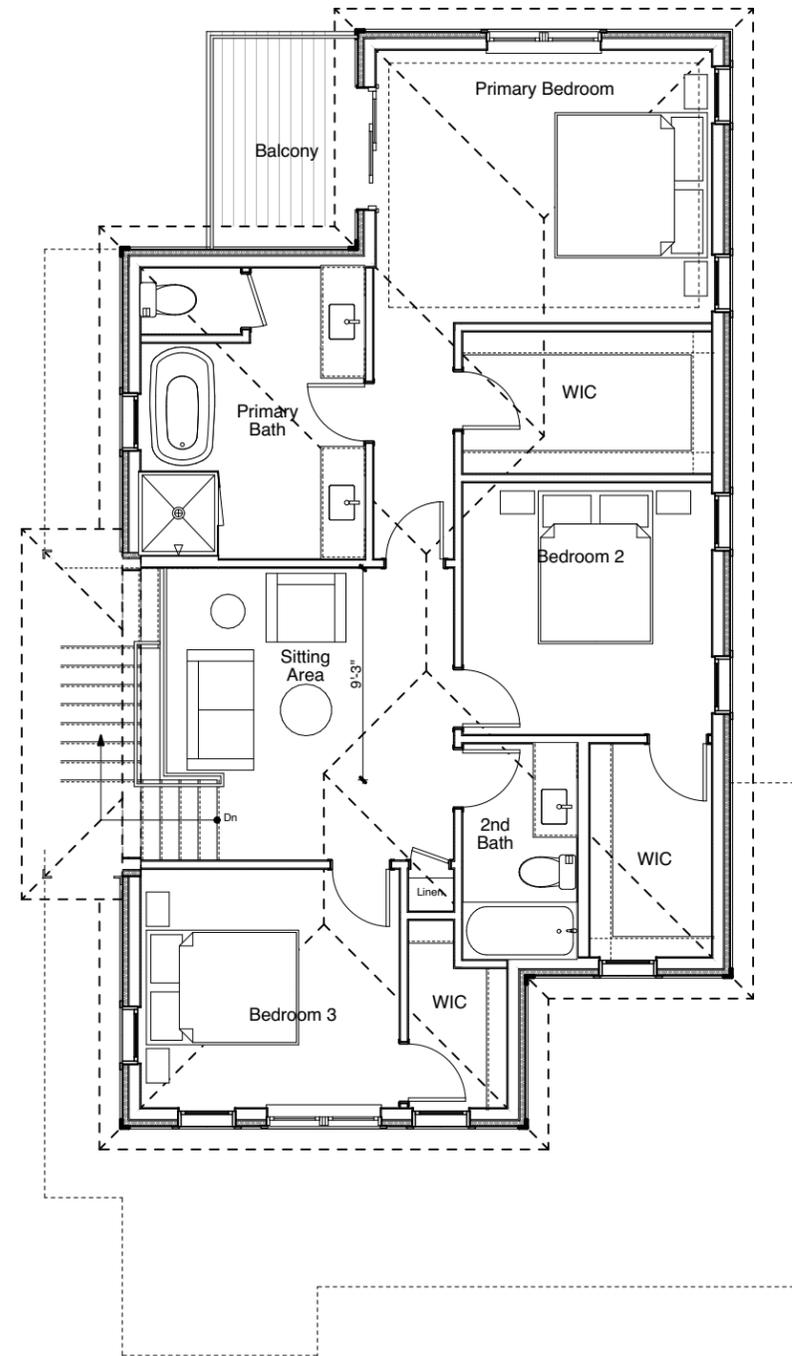 Primary Bedroom
Balcony
WIC
Primary
Bath
Bedroom 2
Sitting
Area
9'-3"
Dn
2nd
Bath
WIC
Linen
WIC
Bedroom 3